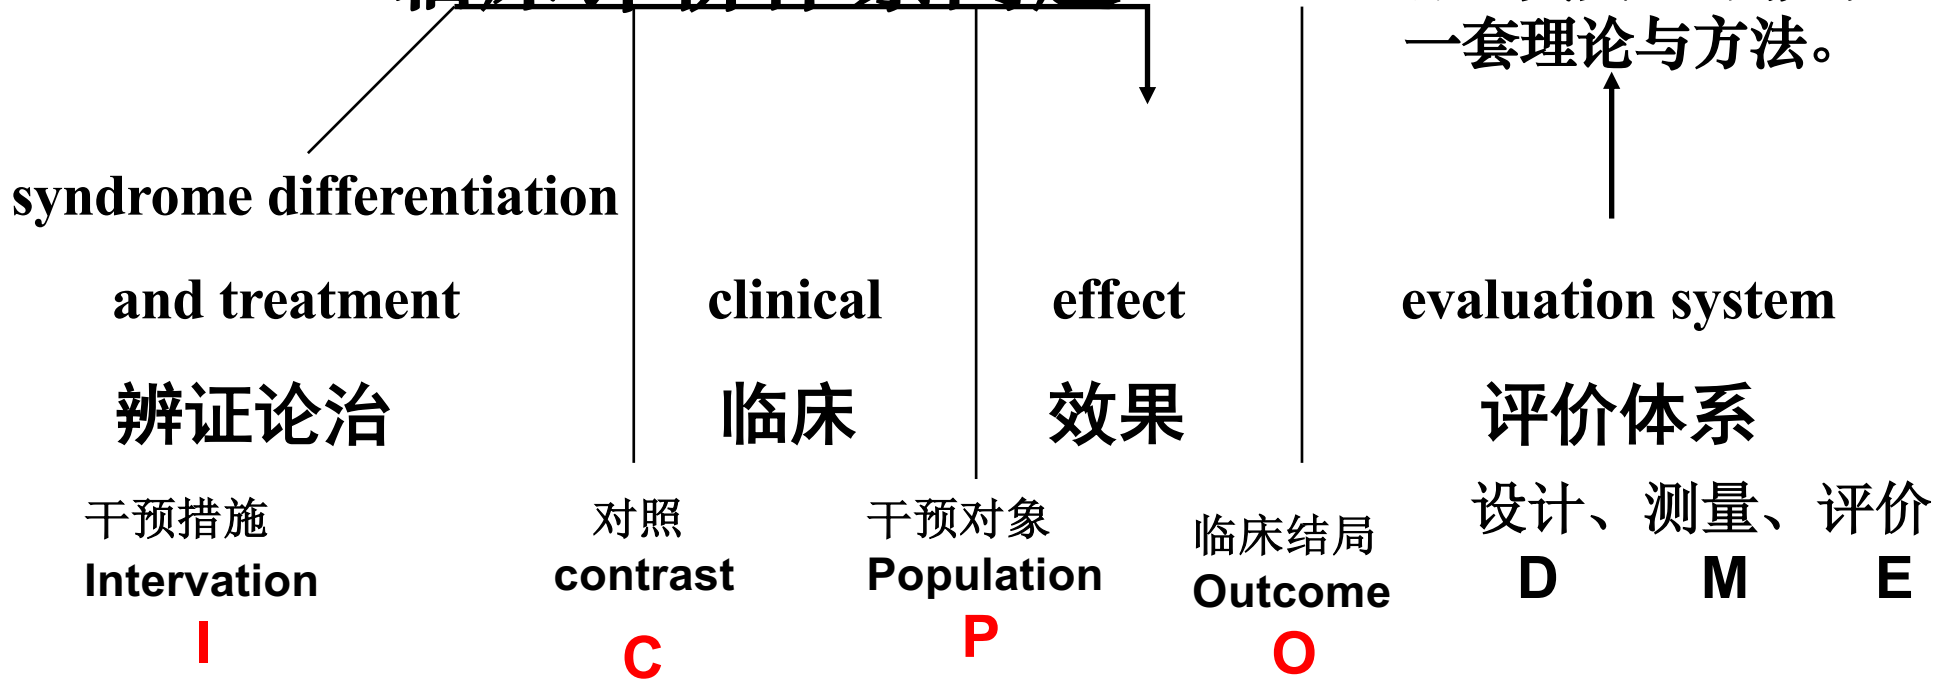 一套理论与方法。
syndrome differentiation
and treatment
clinical
effect
evaluation system
辨证论治
临床
效果
评价体系
干预措施
Intervation
I
对照
contrast
C
干预对象
Population
P
临床结局
Outcome
O
设计、测量、评价
D M E